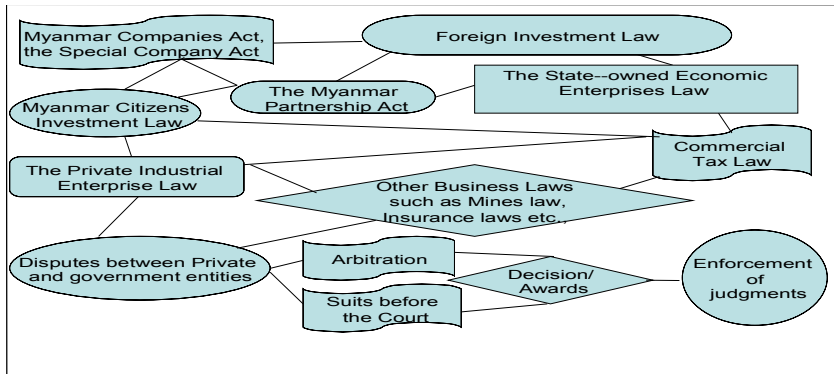 Myanmar Companies Act,
the Special Company Act
Foreign Investment Law
The Myanmar
Partnership Act
The State--owned Economic
Enterprises Law
Myanmar Citizens
Investment Law
Commercial
Tax Law
The Private Industrial
Enterprise Law
Other Business Laws
such as Mines law,
Insurance laws etc.,
Disputes between Private
and government entities
Arbitration
Suits before
the Court
Decision/
Awards
Enforcement
of
judgments